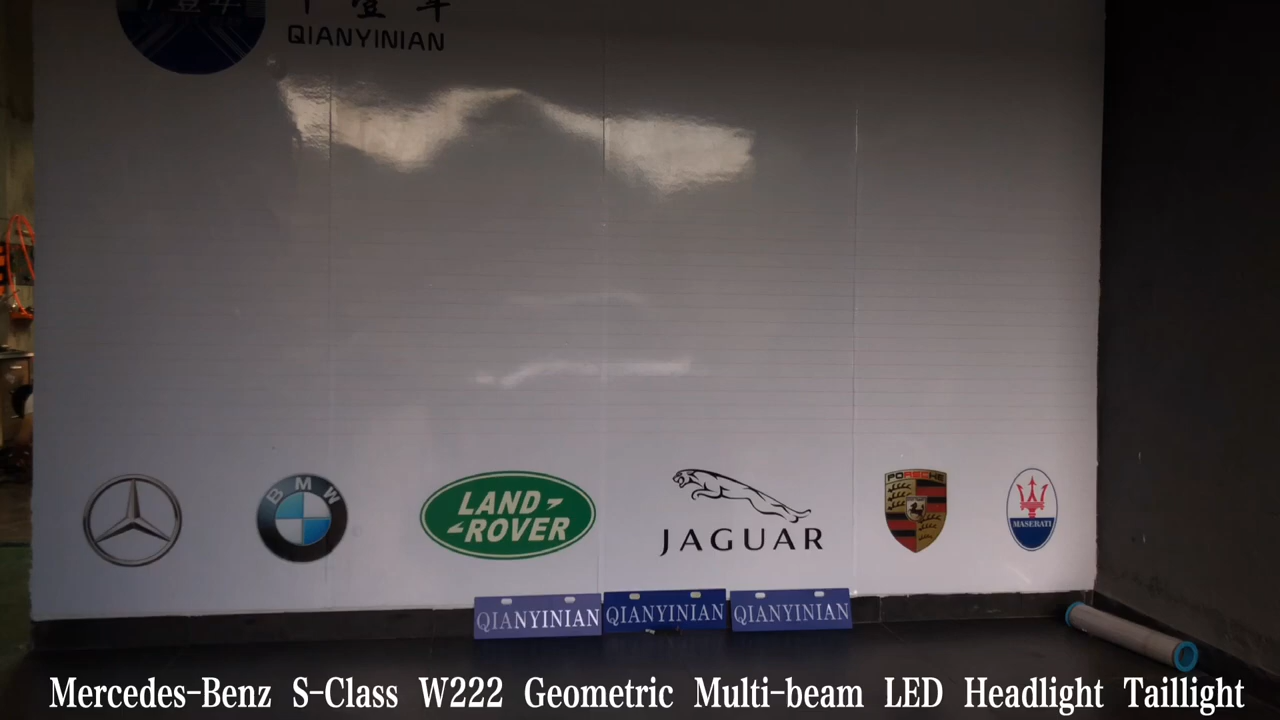 QIANYINIAN
BMW
LAND
ROVER
JAGUAR
PORSCHE
MASERATI
QIANYINIAN QIANYINIAN QIANYINIAN
Mercedes-Benz S-Class W222 Geometric Multi-beam LED Headlight Taillight